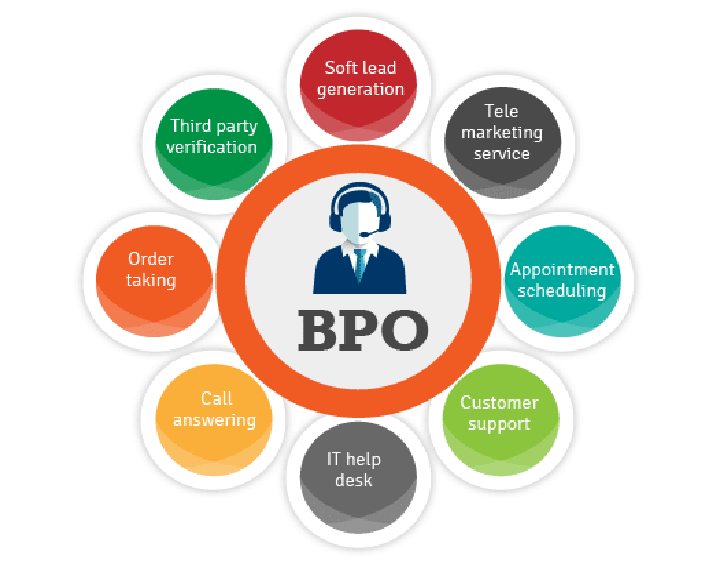 Soft lead
generation
Tele
marketing
service
Appointment
scheduling
Customer
support
IT help
desk
Call
answering
Order
taking
Third party
verification
BPO